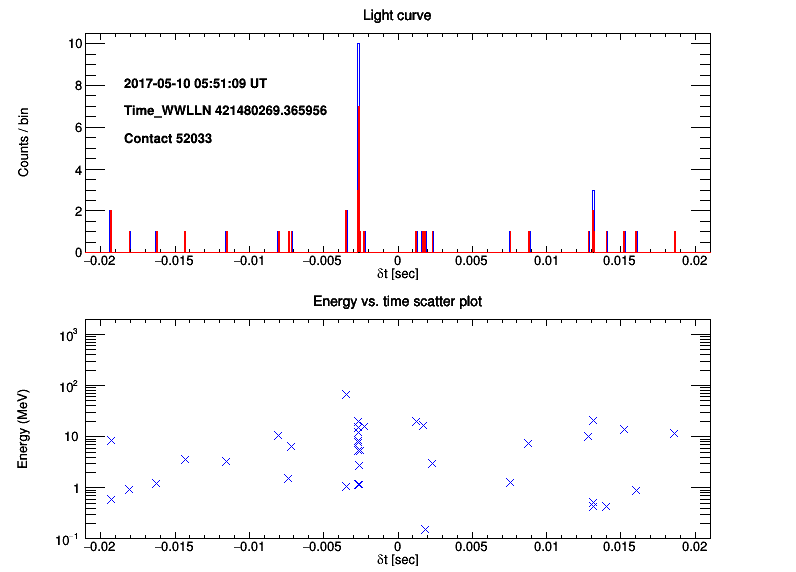 Light curve
Counts / bin
10
8
6
4
2
0
2017-05-10 05:51:09 UT
Time_WWLLN 421480269.365956
Contact 52033
−0.02 −0.015 −0.01 −0.005 0 0.005 0.01 0.015 0.02
δt [sec]
Energy vs. time scatter plot
Energy (MeV)
10³
10²
10
1
10⁻¹
−0.02 −0.015 −0.01 −0.005 0 0.005 0.01 0.015 0.02
δt [sec]